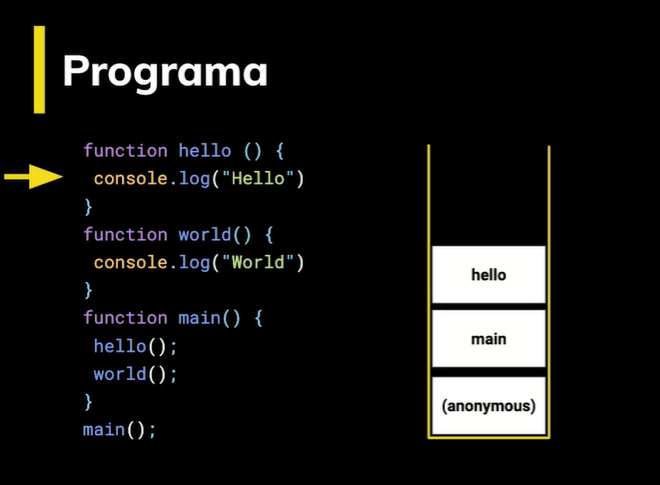 Programa
function hello () {
console.log("Hello")
}
function world() {
console.log("World")
}
function main() {
hello();
world();
}
main();
hello
main
(anonymous)